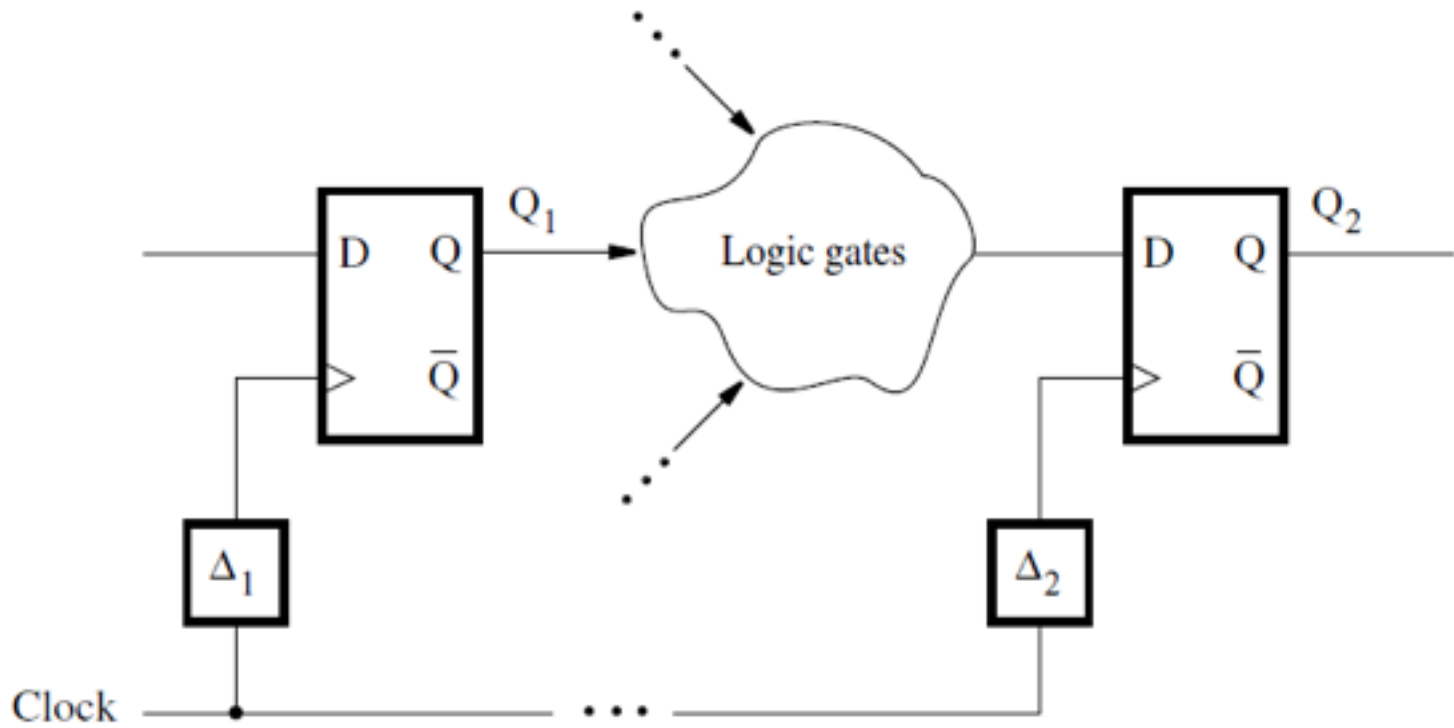 Q₁
Q₂
D Q
Logic gates
D Q
Q̅
Q̅
Δ₁
Δ₂
Clock